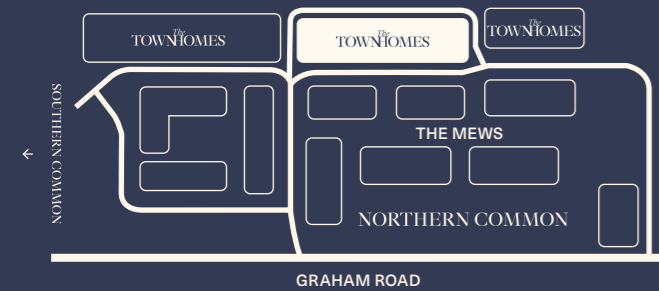 The
TOWNHOMES
The
TOWNHOMES
The
TOWNHOMES
SOUTHERN COMMON
THE MEWS
NORTHERN COMMON
GRAHAM ROAD